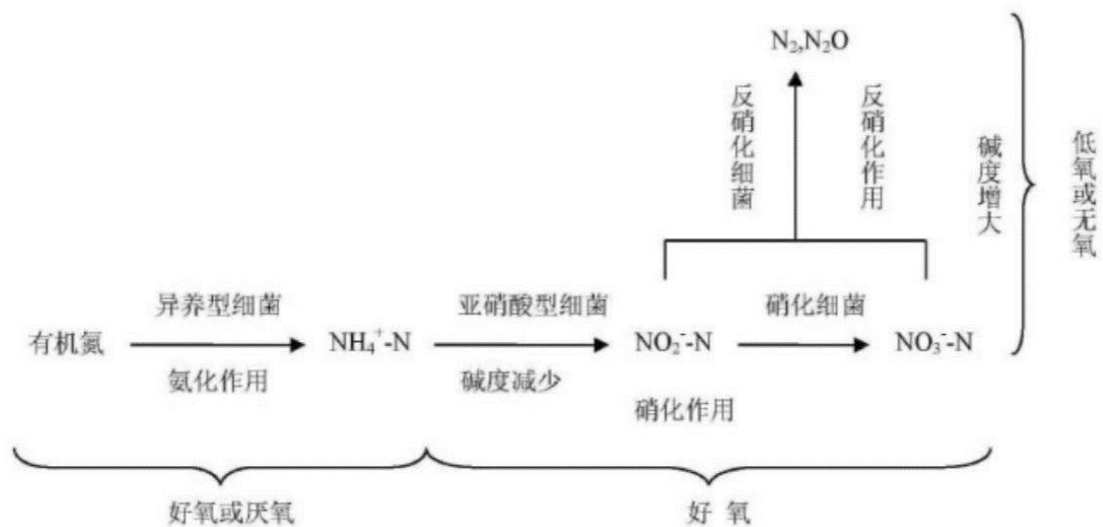 N₂,N₂O
反硝化细菌
反硝化作用
碱度增大
低氧或无氧
异养型细菌
亚硝酸型细菌
硝化细菌
有机氮
NH₄⁺-N
NO₂⁻-N
NO₃⁻-N
氨化作用
碱度减少
硝化作用
好氧或厌氧
好 氧